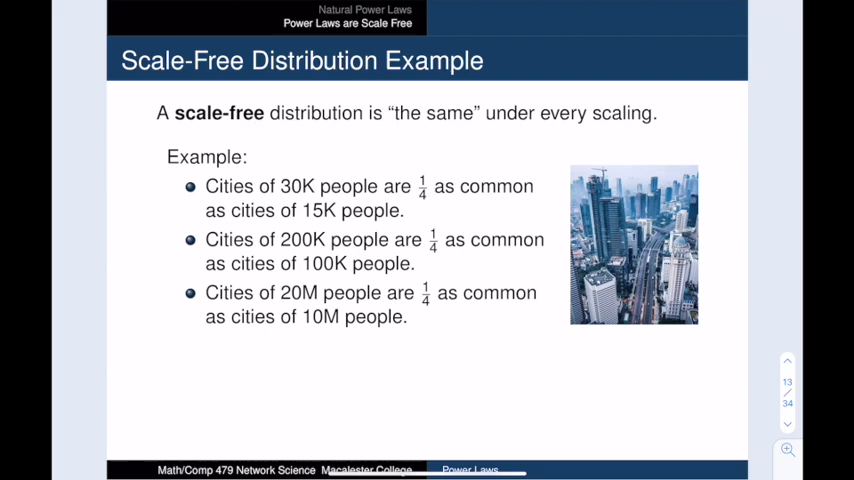 Natural Power Laws
Power Laws are Scale Free
Scale-Free Distribution Example
A scale-free distribution is “the same” under every scaling.
Example:
Cities of 30K people are 1/4 as common
as cities of 15K people.
Cities of 200K people are 1/4 as common
as cities of 100K people.
Cities of 20M people are 1/4 as common
as cities of 10M people.
13
/
34
Math/Comp 479 Network Science Macalester College
Power Laws